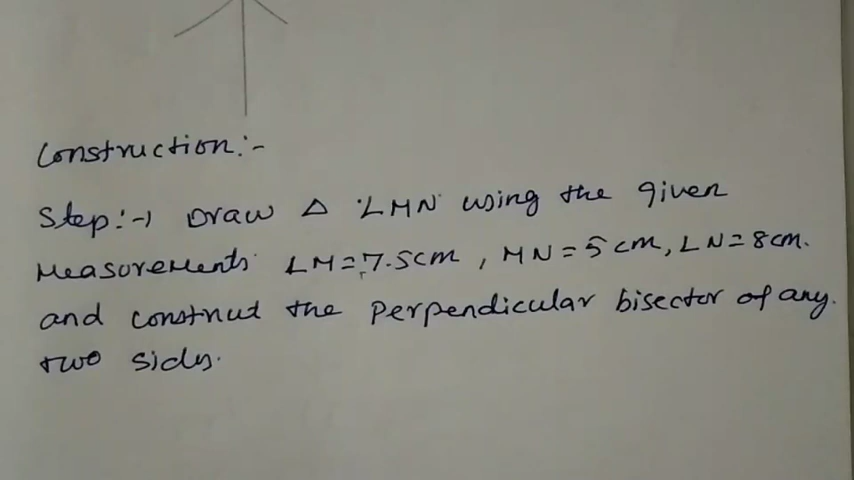 Construction:-
Step:-1 Draw △ LMN using the given
Measurements LM=7.5cm, MN=5cm, LN=8cm.
and construct the perpendicular bisector of any.
two sides.